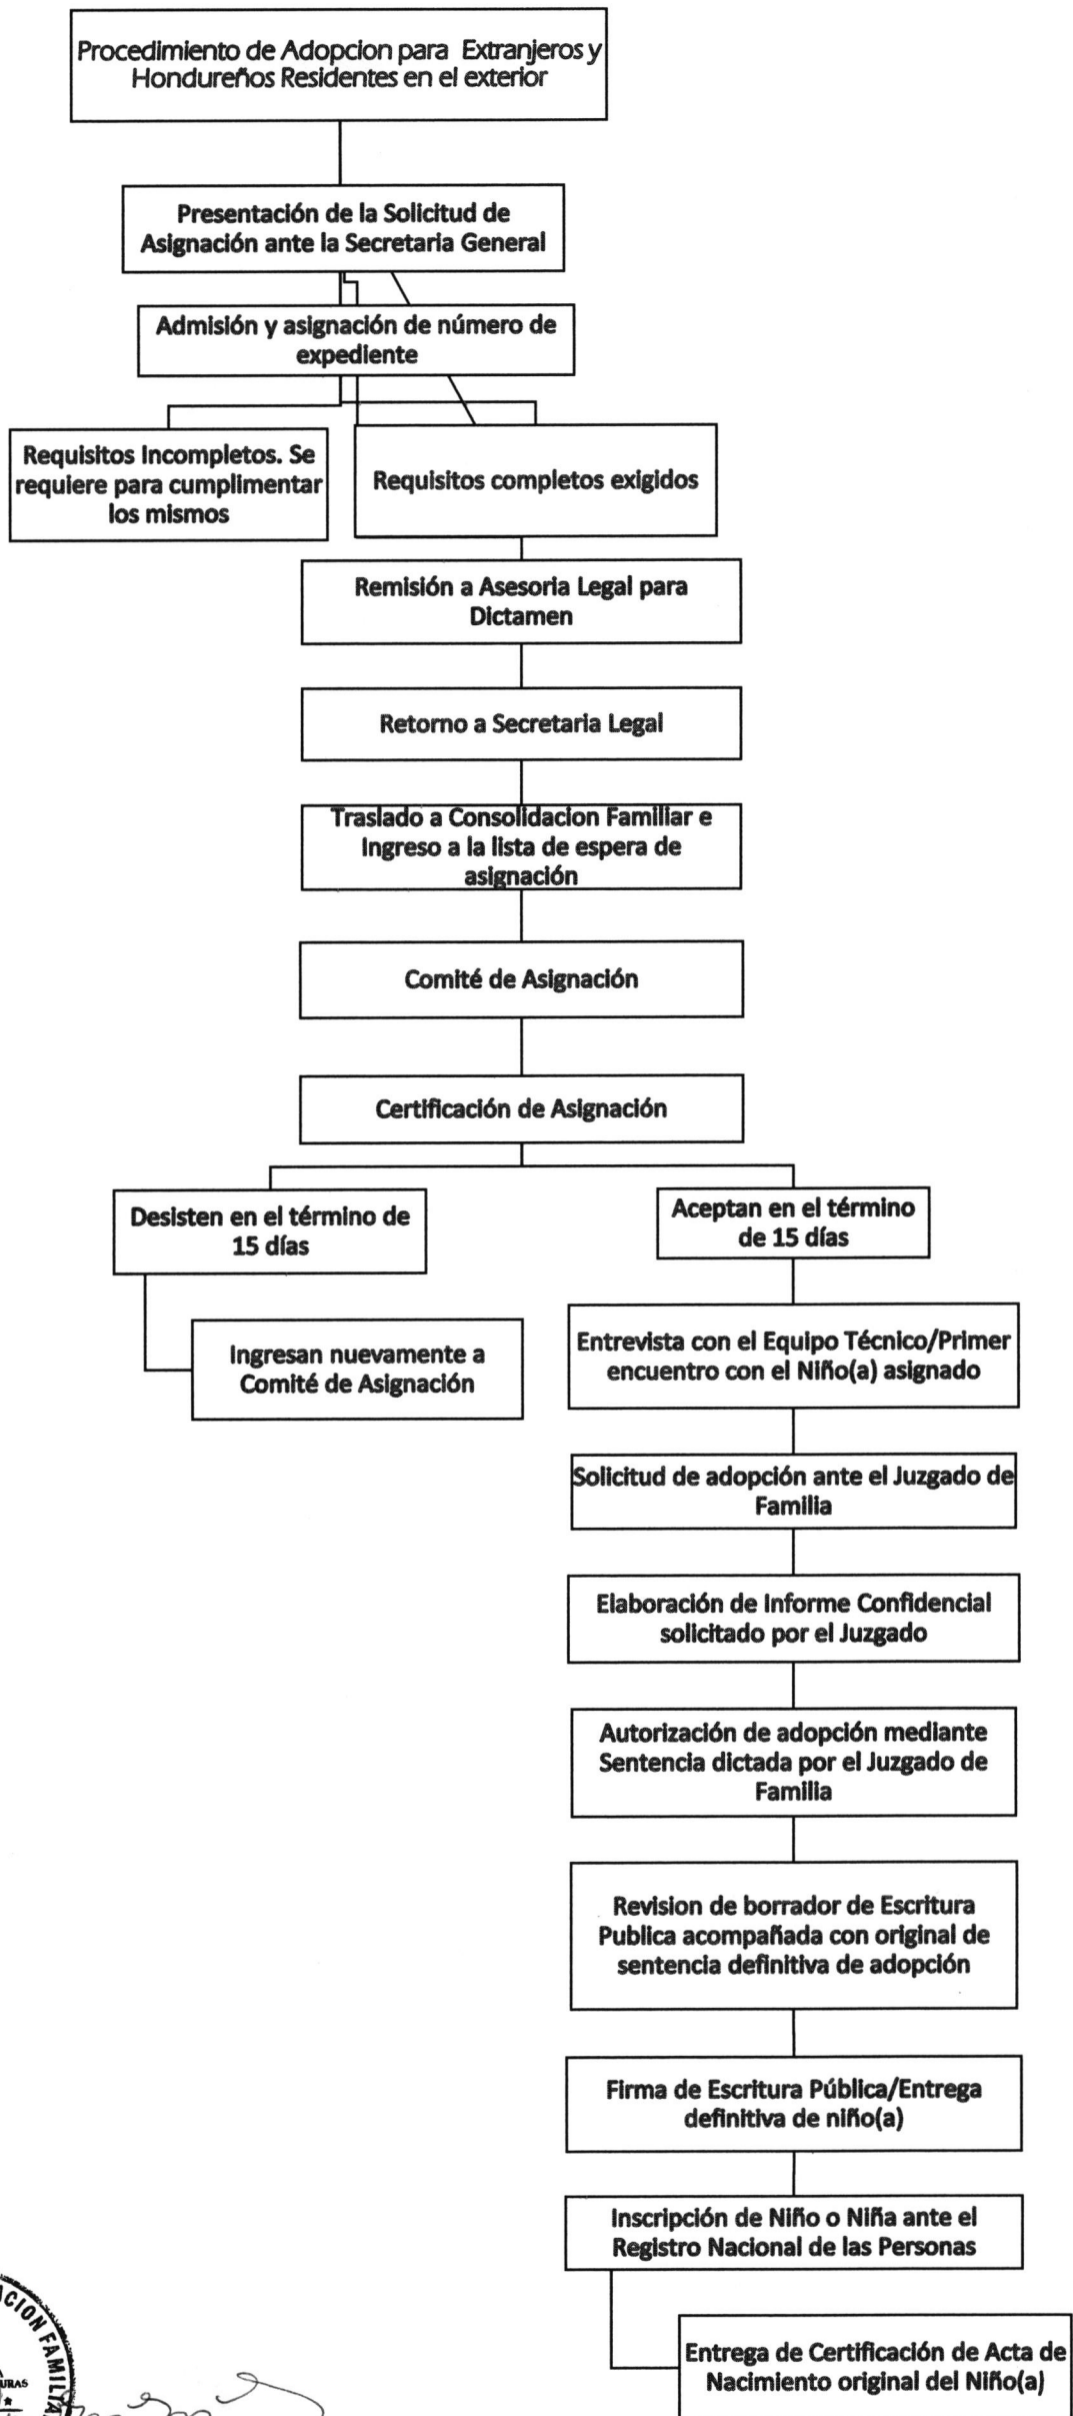 Procedimiento de Adopcion para Extranjeros y
Hondureños Residentes en el exterior
Presentación de la Solicitud de
Asignación ante la Secretaria General
Admisión y asignación de número de
expediente
Requisitos Incompletos. Se
requiere para cumplimentar
los mismos
Requisitos completos exigidos
Remisión a Asesoria Legal para
Dictamen
Retorno a Secretaria Legal
Traslado a Consolidacion Familiar e
Ingreso a la lista de espera de
asignación
Comité de Asignación
Certificación de Asignación
Desisten en el término de
15 días
Aceptan en el término
de 15 días
Ingresan nuevamente a
Comité de Asignación
Entrevista con el Equipo Técnico/Primer
encuentro con el Niño(a) asignado
Solicitud de adopción ante el Juzgado de
Familia
Elaboración de Informe Confidencial
solicitado por el Juzgado
Autorización de adopción mediante
Sentencia dictada por el Juzgado de
Familia
Revision de borrador de Escritura
Publica acompañada con original de
sentencia definitiva de adopción
Firma de Escritura Pública/Entrega
definitiva de niño(a)
Inscripción de Niño o Niña ante el
Registro Nacional de las Personas
Entrega de Certificación de Acta de
Nacimiento original del Niño(a)